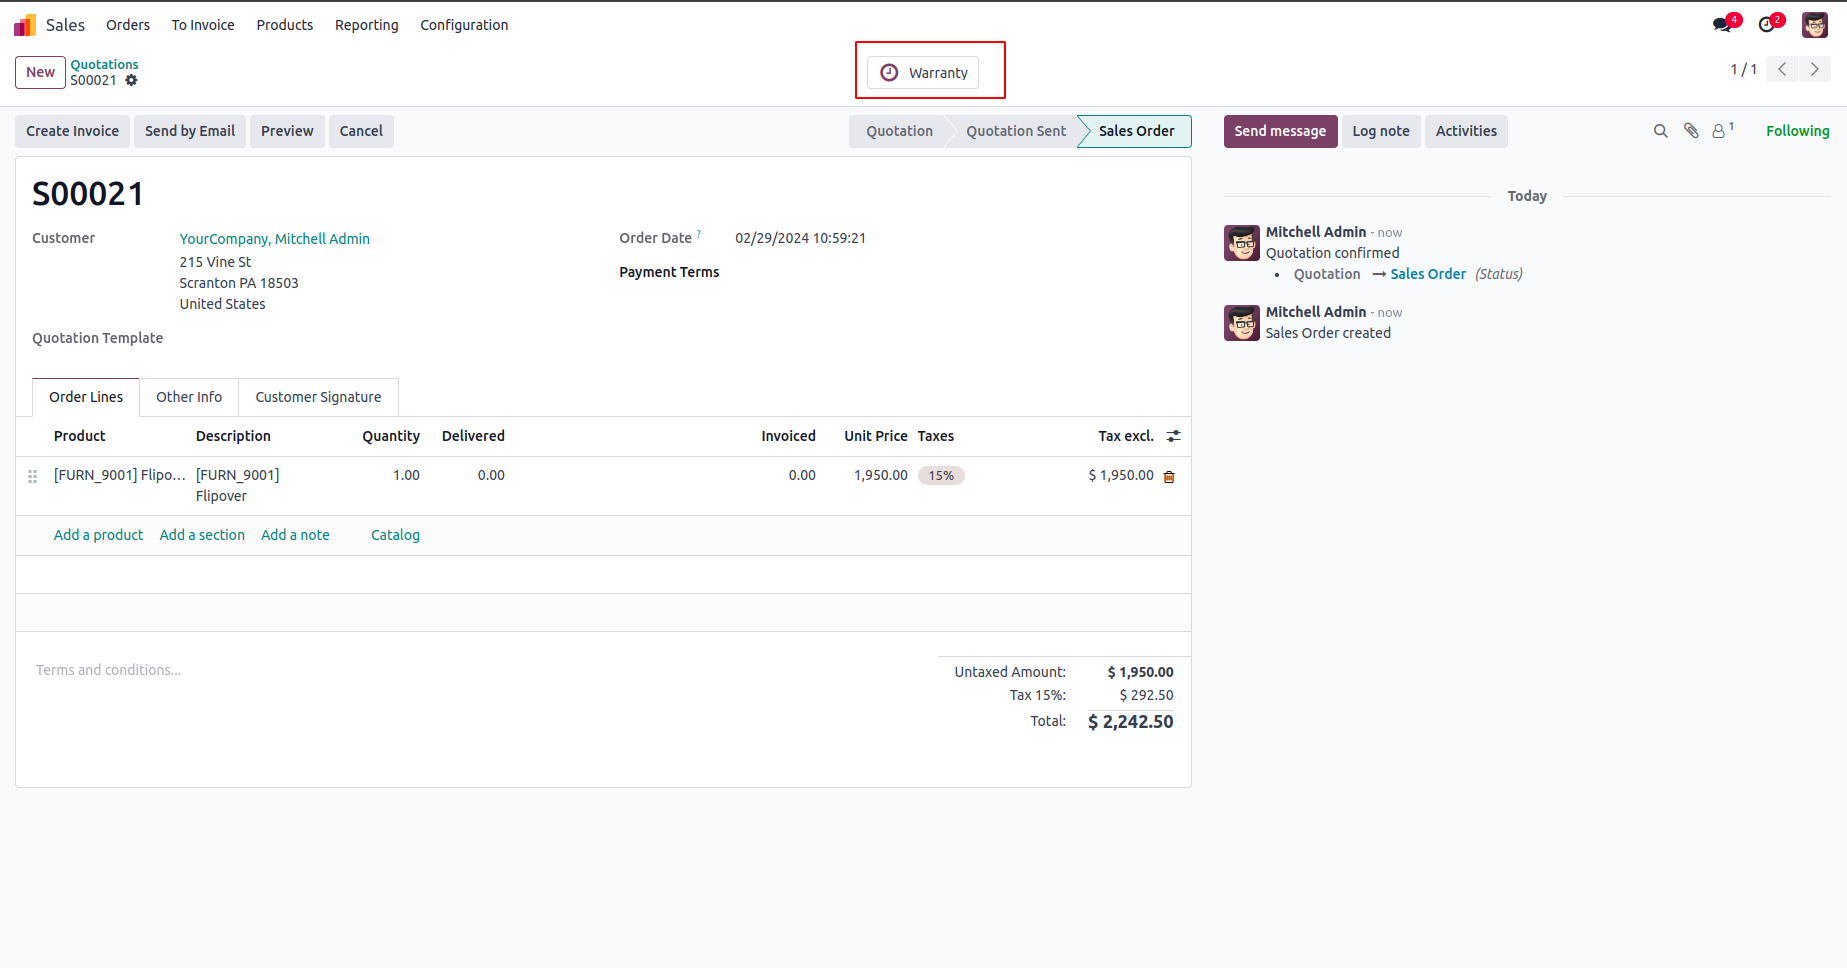 Sales Orders To Invoice Products Reporting Configuration 4 2
New Quotations
S00021
Warranty
1 / 1
Create Invoice Send by Email Preview Cancel Quotation Quotation Sent Sales Order
Send message Log note Activities 1 Following
S00021
Customer YourCompany, Mitchell Admin
215 Vine St
Scranton PA 18503
United States
Order Date ? 02/29/2024 10:59:21
Payment Terms
Quotation Template
Order Lines Other Info Customer Signature
Product Description Quantity Delivered Invoiced Unit Price Taxes Tax excl.
[FURN_9001] Flipo... [FURN_9001] 1.00 0.00 0.00 1,950.00 15% $ 1,950.00
Flipover
Add a product Add a section Add a note Catalog
Terms and conditions...
Untaxed Amount: $ 1,950.00
Tax 15%: $ 292.50
Total: $ 2,242.50
Today
Mitchell Admin - now
Quotation confirmed
• Quotation → Sales Order (Status)
Mitchell Admin - now
Sales Order created